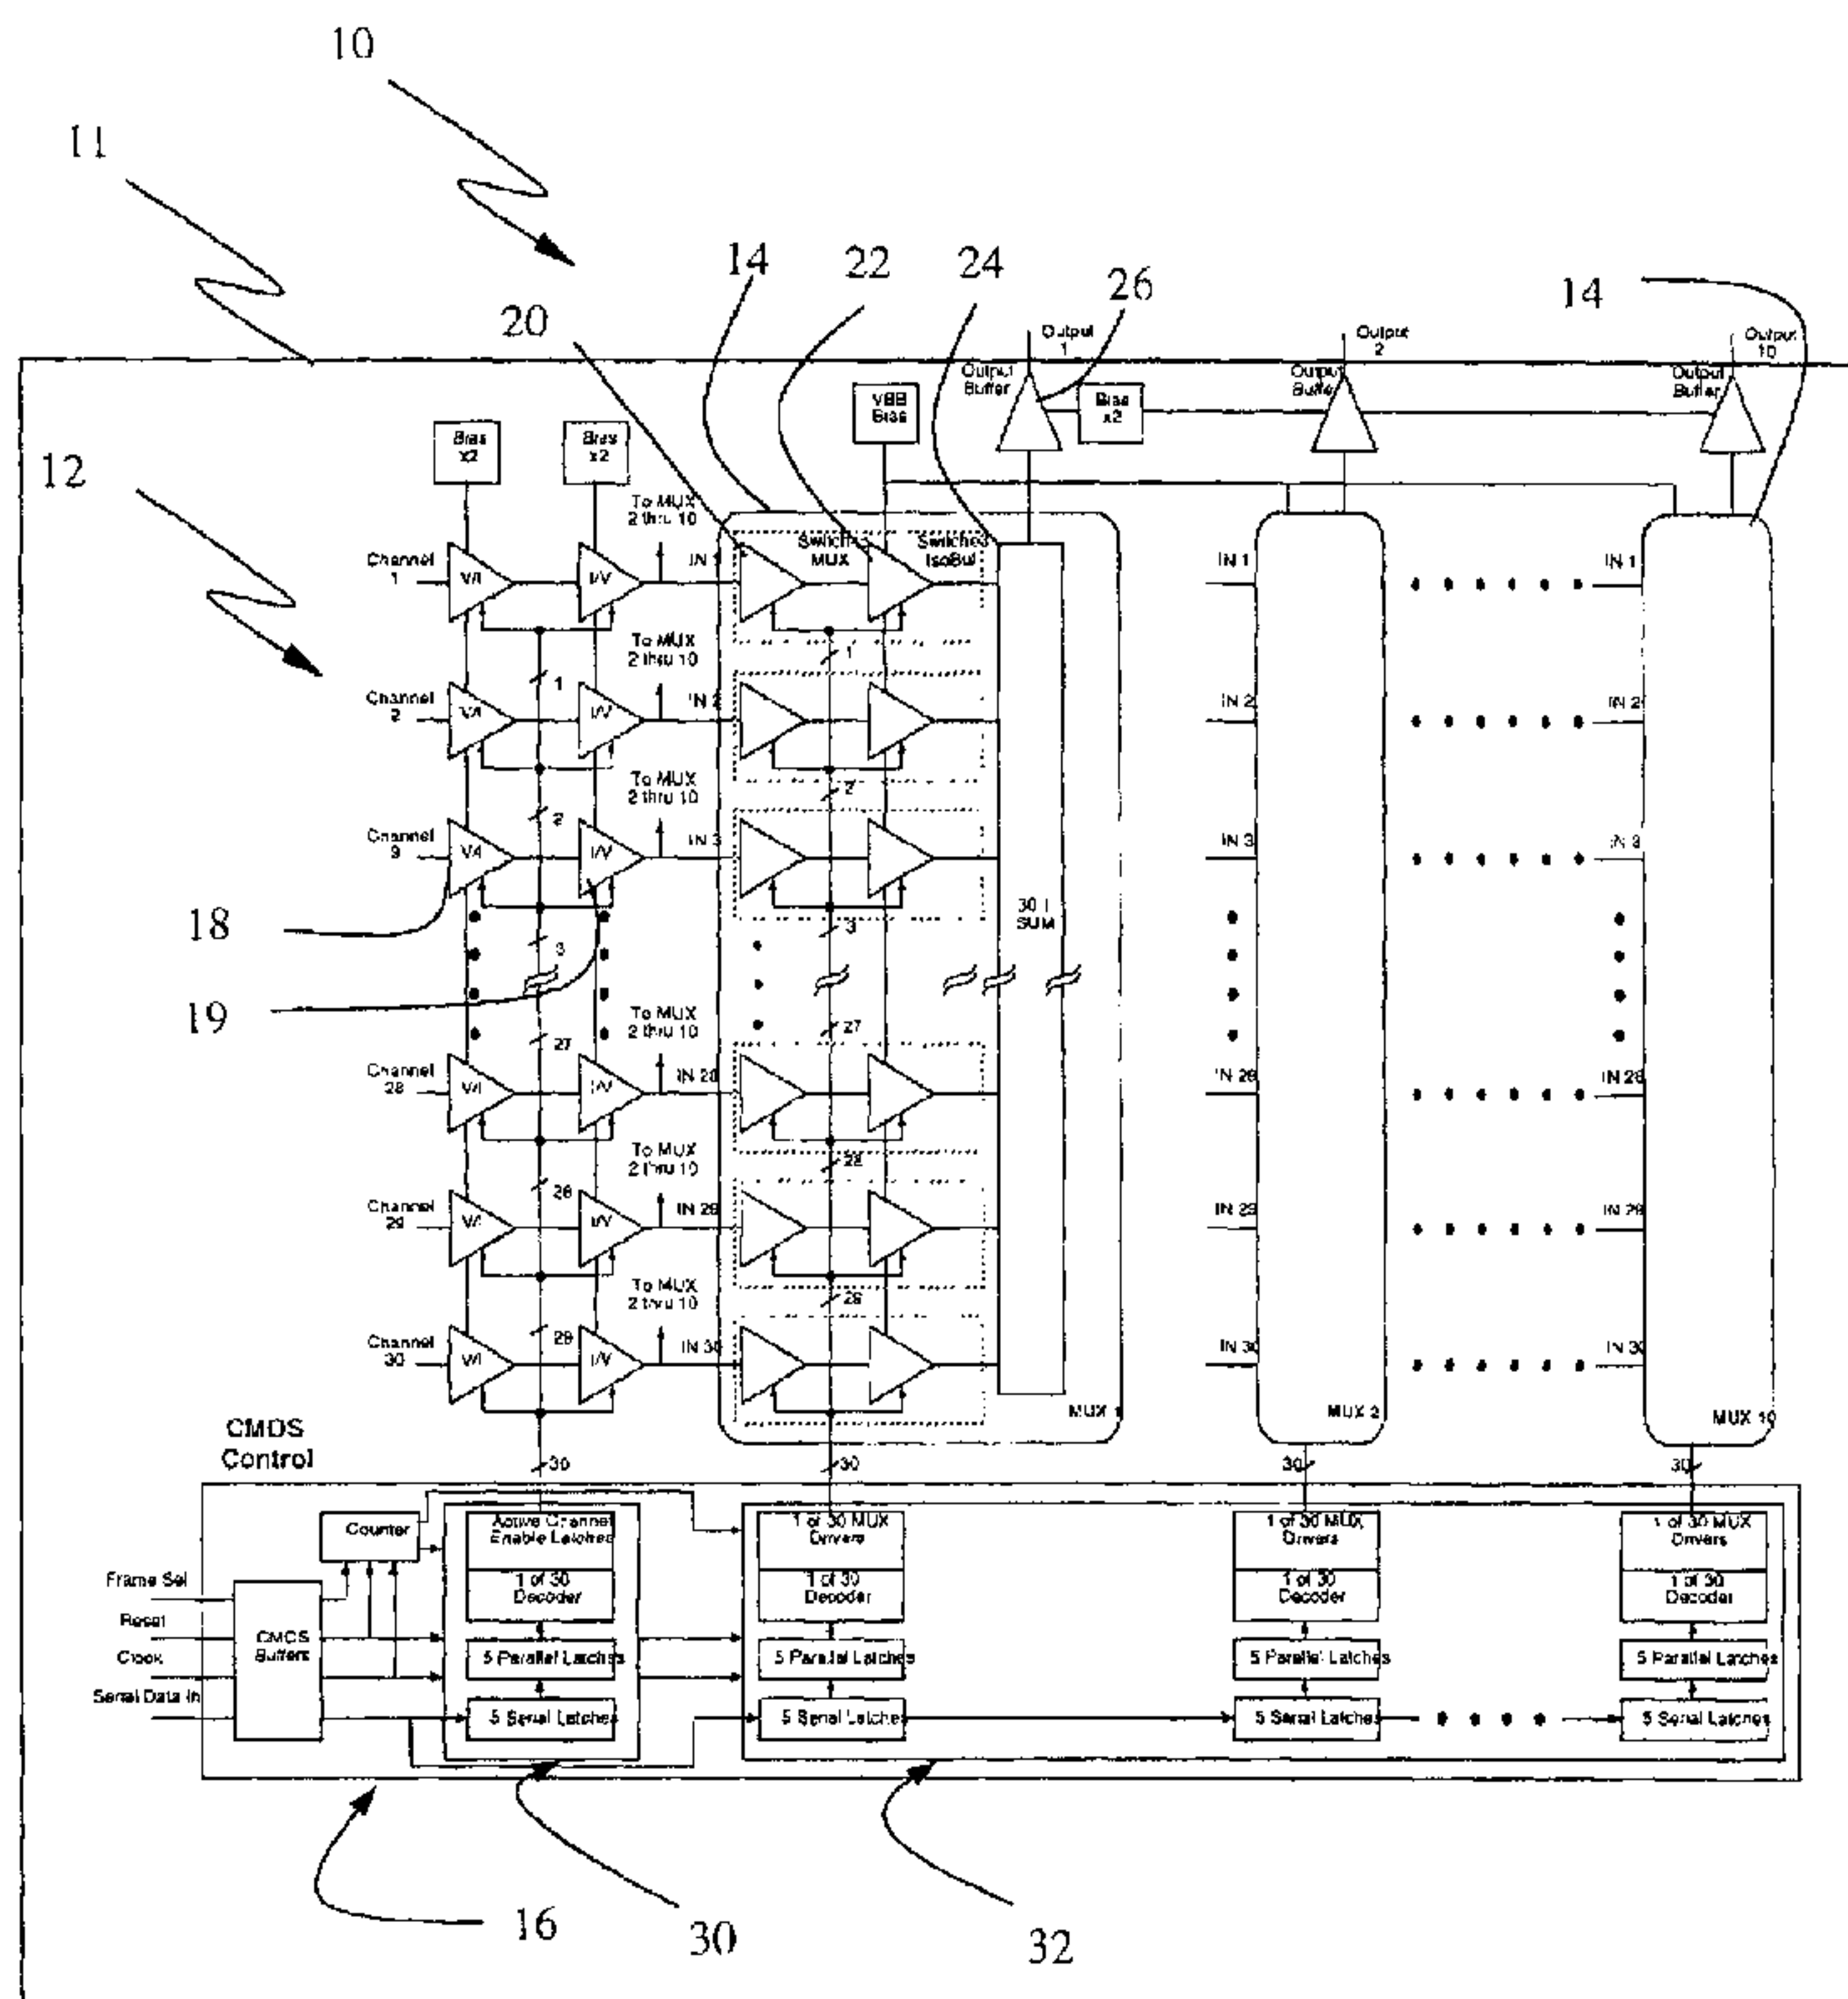 10
11
14
22
24
26
14
20
12
Output
1
Output
2
Output
10
Output
Buffer
Output
Buffer
Output
Buffer
VBB
Bias
Bias
x2
Bias
x2
Bias
x2
To MUX
2 thru 10
Switched
MUX
Switched
IsoBuf
Channel
1
V/I
I/V
IN 1
IN 1
IN 1
1
1
To MUX
2 thru 10
Channel
2
V/I
I/V
IN 2
IN 2
IN 2
2
2
To MUX
2 thru 10
Channel
V/I
I/V
IN 3
IN 3
IN 3
18
3
3
30 I
SUM
19
27
27
To MUX
2 thru 10
Channel
28
V/I
I/V
IN 28
IN 28
IN 28
28
28
To MUX
2 thru 10
Channel
29
V/I
I/V
IN 29
IN 29
IN 29
29
29
To MUX
2 thru 10
Channel
30
V/I
I/V
IN 30
IN 30
IN 30
MUX 1
MUX 2
MUX 10
CMOS
Control
30
30
30
30
Counter
Active Channel
Enable Latches
1 of 30 MUX
Drivers
1 of 30 MUX
Drivers
1 of 30 MUX
Drivers
1 of 30
Decoder
1 of 30
Decoder
1 of 30
Decoder
1 of 30
Decoder
Frame Sel
Reset
Clock
Serial Data In
CMOS
Buffers
5 Parallel Latches
5 Parallel Latches
5 Parallel Latches
5 Parallel Latches
5 Serial Latches
5 Serial Latches
5 Serial Latches
5 Serial Latches
16
30
32